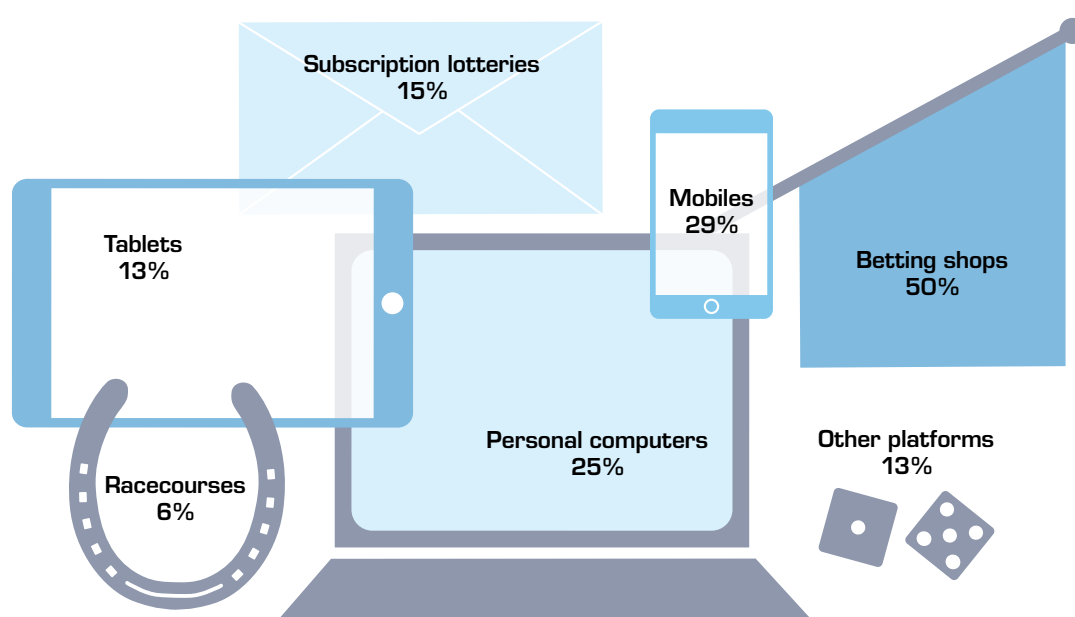 Subscription lotteries
15%
Mobiles
29%
Tablets
13%
Betting shops
50%
Personal computers
25%
Other platforms
13%
Racecourses
6%